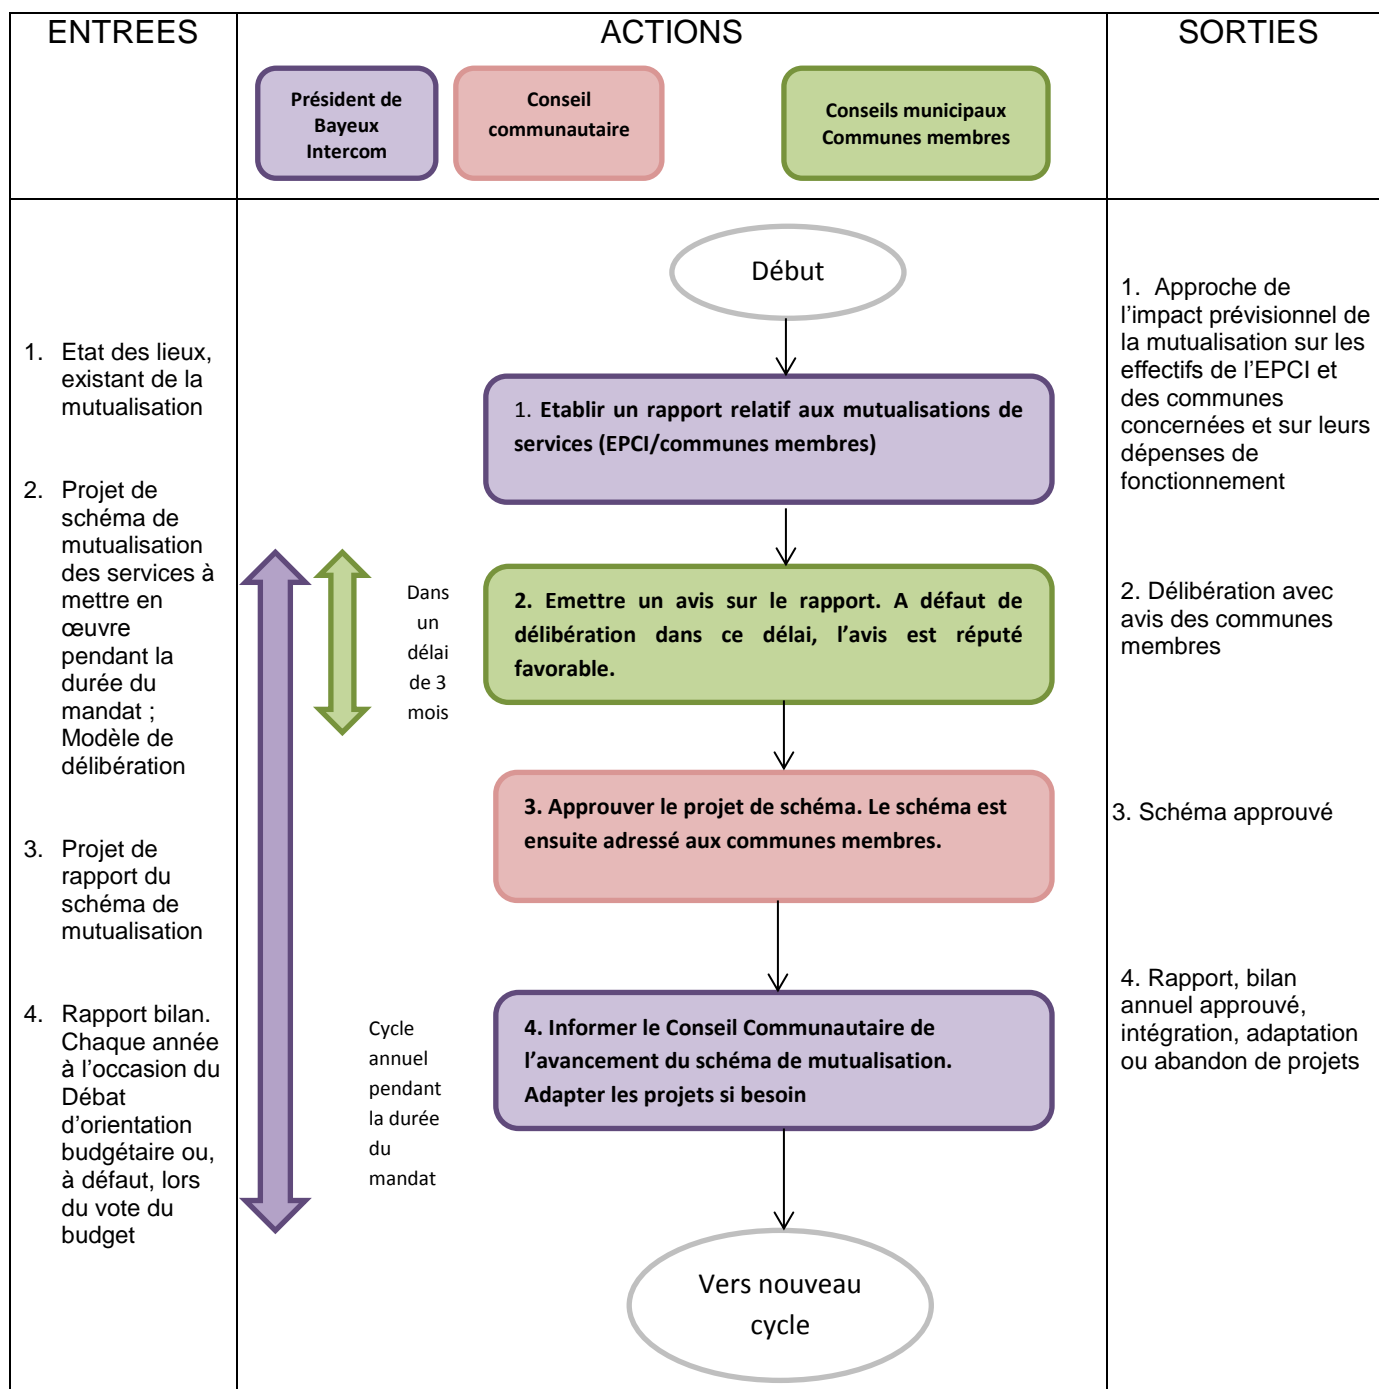 ENTREES
ACTIONS
SORTIES
Président de
Bayeux
Intercom
Conseil
communautaire
Conseils municipaux
Communes membres
1. Etat des lieux,
existant de la
mutualisation
2. Projet de
schéma de
mutualisation
des services à
mettre en
œuvre
pendant la
durée du
mandat ;
Modèle de
délibération
3. Projet de
rapport du
schéma de
mutualisation
4. Rapport bilan.
Chaque année
à l'occasion du
Débat
d'orientation
budgétaire ou,
à défaut, lors
du vote du
budget
Début
1. Etablir un rapport relatif aux mutualisations de
services (EPCI/communes membres)
Dans
un
délai
de 3
mois
2. Emettre un avis sur le rapport. A défaut de
délibération dans ce délai, l'avis est réputé
favorable.
3. Approuver le projet de schéma. Le schéma est
ensuite adressé aux communes membres.
Cycle
annuel
pendant
la durée
du
mandat
4. Informer le Conseil Communautaire de
l'avancement du schéma de mutualisation.
Adapter les projets si besoin
Vers nouveau
cycle
1. Approche de
l'impact prévisionnel de
la mutualisation sur les
effectifs de l'EPCI et
des communes
concernées et sur leurs
dépenses de
fonctionnement
2. Délibération avec
avis des communes
membres
3. Schéma approuvé
4. Rapport, bilan
annuel approuvé,
intégration, adaptation
ou abandon de projets